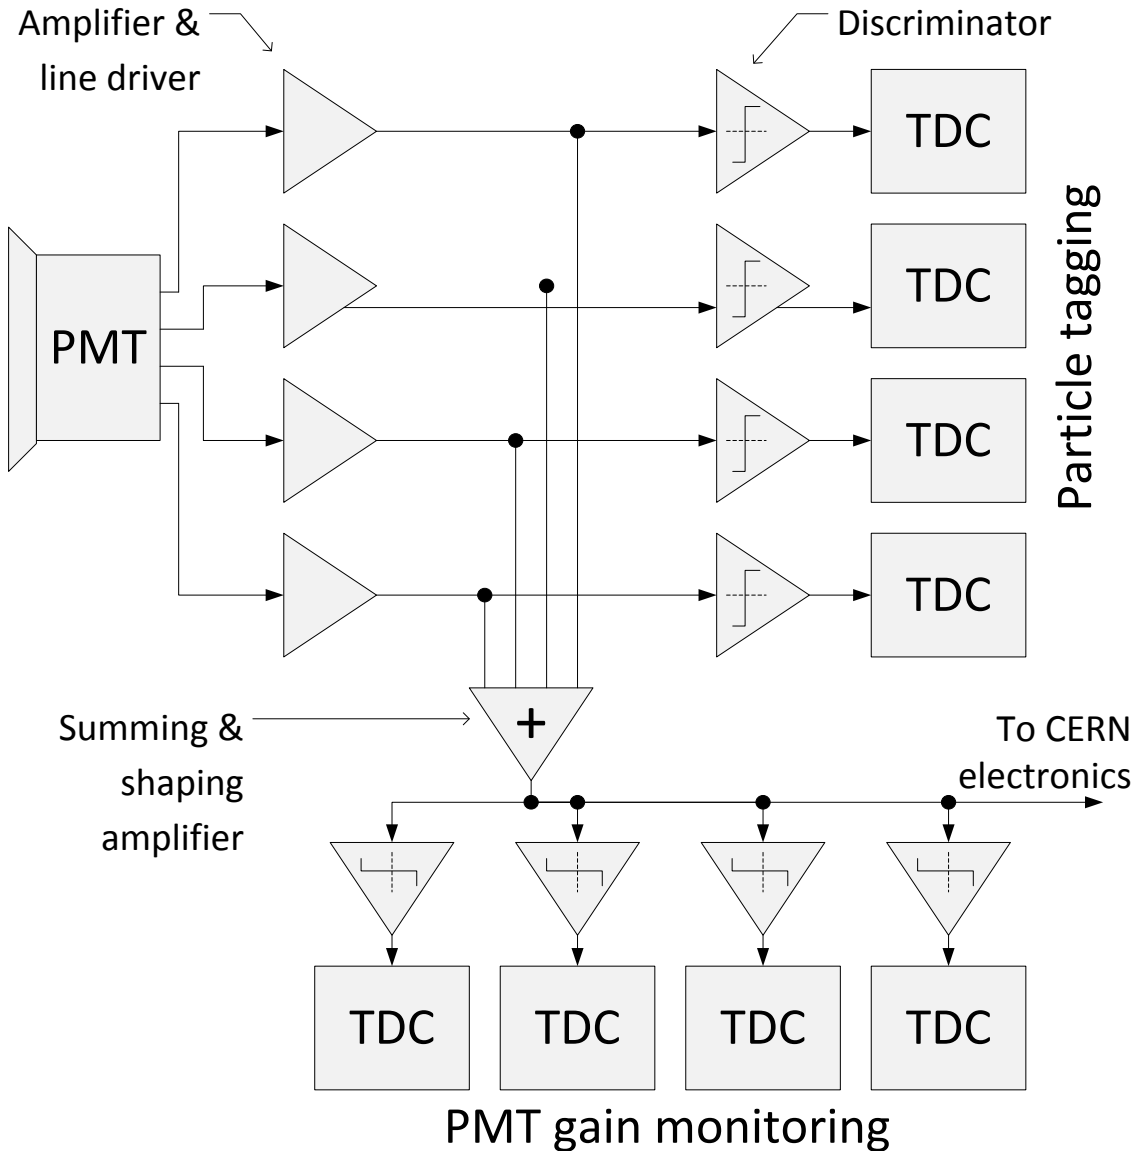 Amplifier &
line driver
Discriminator
TDC
TDC
PMT
TDC
TDC
Particle tagging
+
Summing &
shaping
amplifier
To CERN
electronics
TDC
TDC
TDC
TDC
PMT gain monitoring